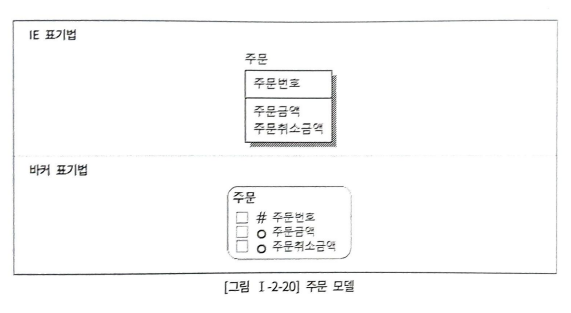 IE 표기법
주문
주문번호
주문금액
주문취소금액
바커 표기법
주문
# 주문번호
o 주문금액
o 주문취소금액
[그림 Ⅰ-2-20] 주문 모델